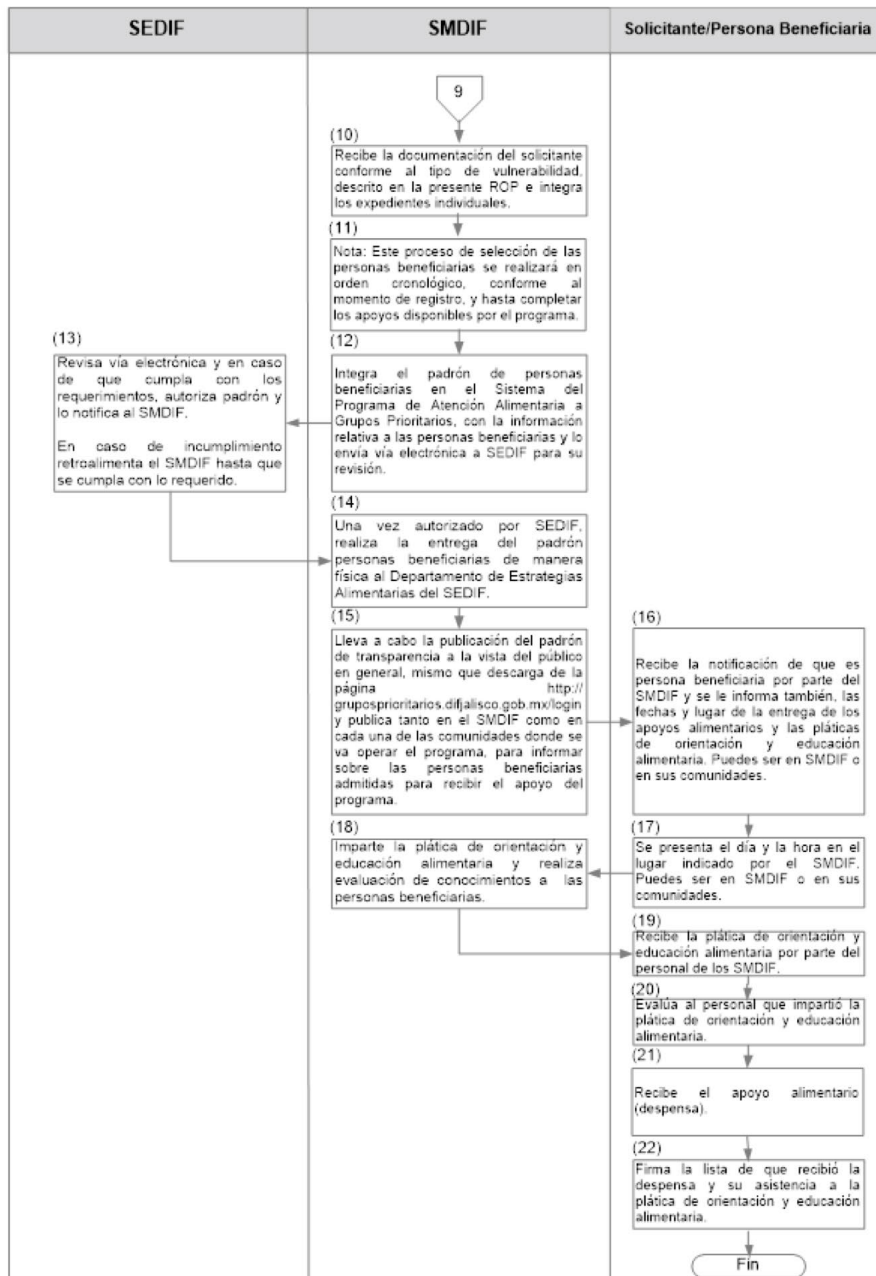 SEDIF
SMDIF
Solicitante/Persona Beneficiaria
9
(10)
Recibe la documentación del solicitante
conforme al tipo de vulnerabilidad,
descrito en la presente ROP e integra
los expedientes individuales.
(11)
Nota: Este proceso de selección de las
personas beneficiarias se realizará en
orden cronológico, conforme al
momento de registro, y hasta completar
los apoyos disponibles por el programa.
(12)
Integra el padrón de personas
beneficiarias en el Sistema del
Programa de Atención Alimentaria a
Grupos Prioritarios, con la información
relativa a las personas beneficiarias y lo
envía vía electrónica a SEDIF para su
revisión.
(13)
Revisa vía electrónica y en caso
de que cumpla con los
requerimientos, autoriza padrón y
lo notifica al SMDIF.
En caso de incumplimiento
retroalimenta el SMDIF hasta que
se cumpla con lo requerido.
(14)
Una vez autorizado por SEDIF,
realiza la entrega del padrón
personas beneficiarias de manera
física al Departamento de Estrategias
Alimentarias del SEDIF.
(15)
Lleva a cabo la publicación del padrón
de transparencia a la vista del público
en general, mismo que descarga de la
página http://
gruposprioritarios.difjalisco.gob.mx/login
y publica tanto en el SMDIF como en
cada una de las comunidades donde se
va operar el programa, para informar
sobre las personas beneficiarias
admitidas para recibir el apoyo del
programa.
(16)
Recibe la notificación de que es
persona beneficiaria por parte del
SMDIF y se le informa también, las
fechas y lugar de la entrega de los
apoyos alimentarios y las pláticas
de orientación y educación
alimentaria. Puedes ser en SMDIF o
en sus comunidades.
(17)
Se presenta el día y la hora en el
lugar indicado por el SMDIF.
Puedes ser en SMDIF o en sus
comunidades.
(18)
Imparte la plática de orientación y
educación alimentaria y realiza
evaluación de conocimientos a las
personas beneficiarias.
(19)
Recibe la plática de orientación y
educación alimentaria por parte del
personal de los SMDIF.
(20)
Evalúa al personal que impartió la
plática de orientación y educación
alimentaria.
(21)
Recibe el apoyo alimentario
(despensa).
(22)
Firma la lista de que recibió la
despensa y su asistencia a la
plática de orientación y educación
alimentaria.
Fin